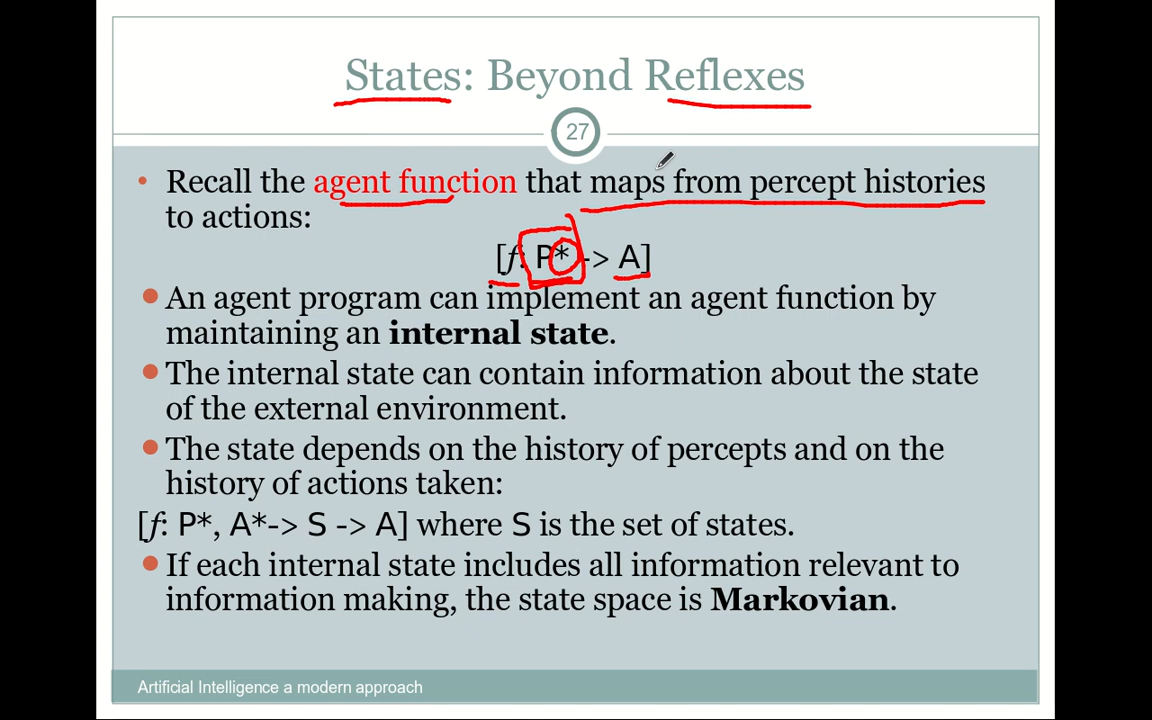 States: Beyond Reflexes
27
• Recall the agent function that maps from percept histories
to actions:
[f: P* -> A]
● An agent program can implement an agent function by
maintaining an internal state.
● The internal state can contain information about the state
of the external environment.
● The state depends on the history of percepts and on the
history of actions taken:
[f: P*, A*-> S -> A] where S is the set of states.
● If each internal state includes all information relevant to
information making, the state space is Markovian.
Artificial Intelligence a modern approach